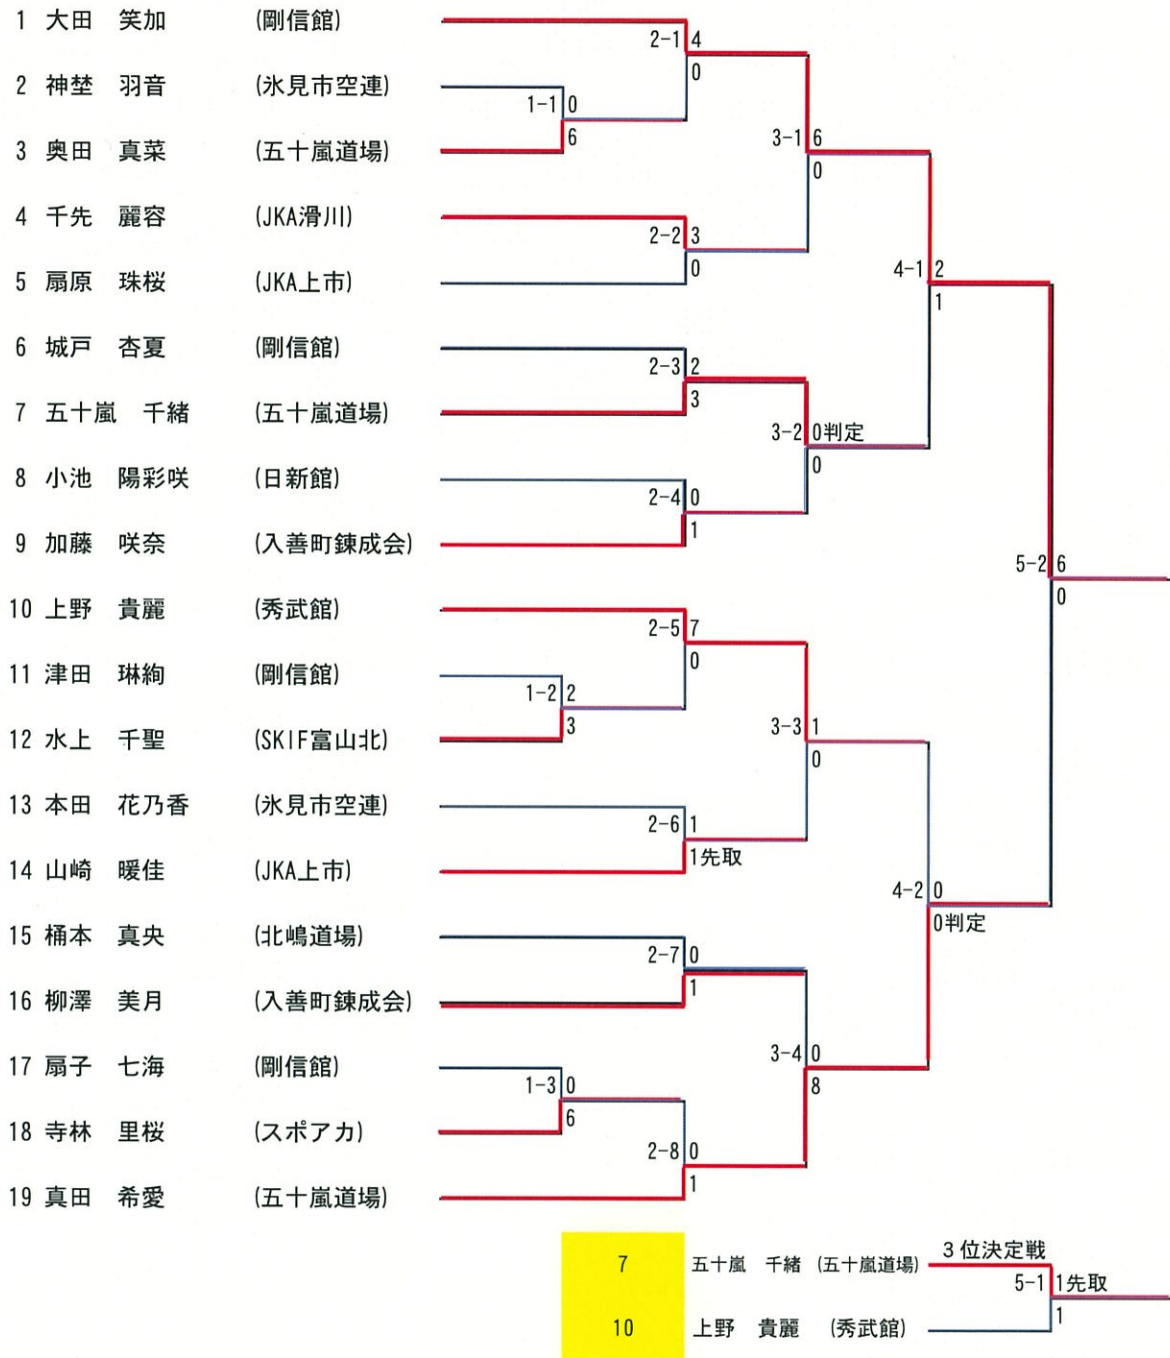 1 大田 笑加 (剛信館)
2-1 4
0
2 神埜 羽音 (氷見市空連)
1-1 0
6
3 奥田 真菜 (五十嵐道場)
3-1 6
0
4 千先 麗容 (JKA滑川)
2-2 3
0
5 扇原 珠桜 (JKA上市)
4-1 2
1
6 城戸 杏夏 (剛信館)
2-3 2
3
7 五十嵐 千緒 (五十嵐道場)
3-2 0判定
0
8 小池 陽彩咲 (日新館)
2-4 0
1
9 加藤 咲奈 (入善町錬成会)
5-2 6
0
10 上野 貴麗 (秀武館)
2-5 7
0
11 津田 琳絢 (剛信館)
1-2 2
3
12 水上 千聖 (SKIF富山北)
3-3 1
0
13 本田 花乃香 (氷見市空連)
2-6 1
1先取
14 山崎 暖佳 (JKA上市)
4-2 0
0判定
15 桶本 真央 (北嶋道場)
2-7 0
1
16 柳澤 美月 (入善町錬成会)
3-4 0
8
17 扇子 七海 (剛信館)
1-3 0
6
18 寺林 里桜 (スポアカ)
2-8 0
1
19 真田 希愛 (五十嵐道場)
3位決定戦
7 五十嵐 千緒 (五十嵐道場)
5-1 1先取
1
10 上野 貴麗 (秀武館)